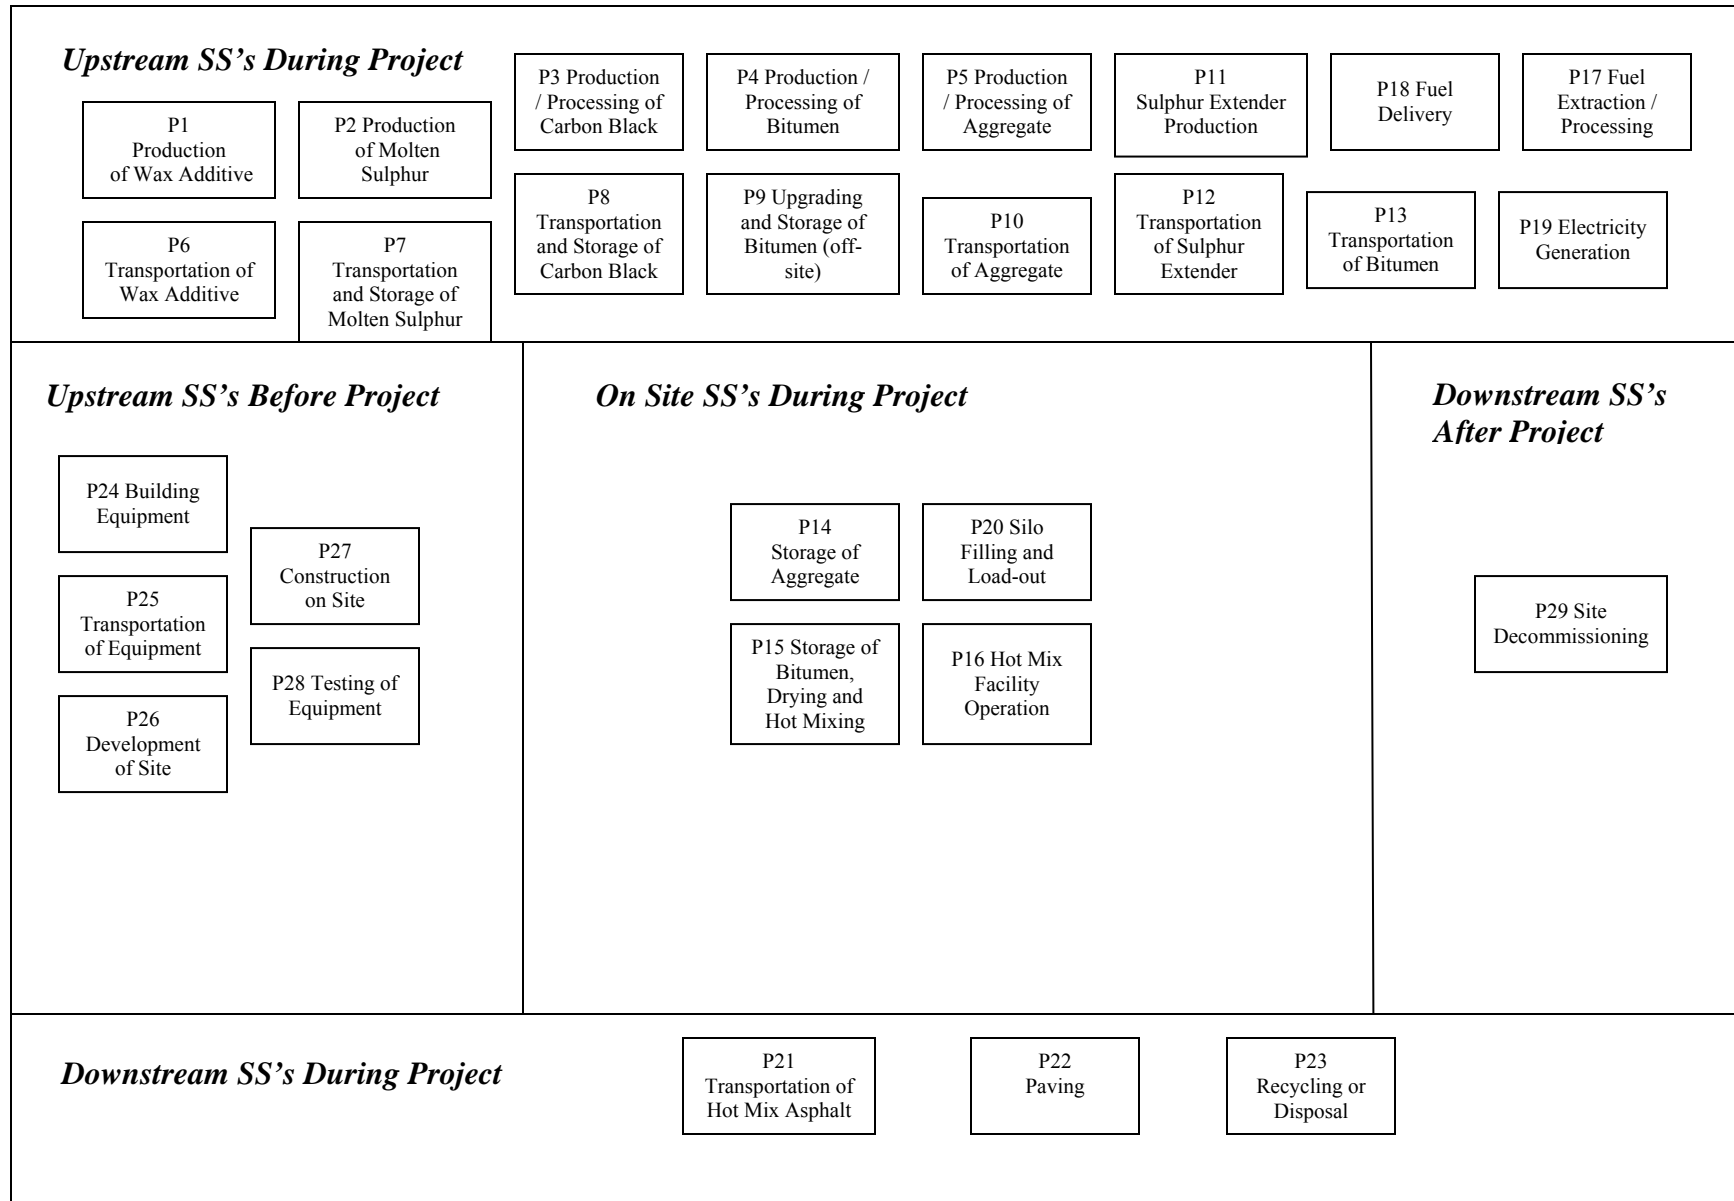 Upstream SS's During Project
P1
Production
of Wax Additive
P2 Production
of Molten
Sulphur
P3 Production
/ Processing of
Carbon Black
P4 Production /
Processing of
Bitumen
P5 Production
/ Processing of
Aggregate
P11
Sulphur Extender
Production
P18 Fuel
Delivery
P17 Fuel
Extraction /
Processing
P6
Transportation of
Wax Additive
P7
Transportation
and Storage of
Molten Sulphur
P8
Transportation
and Storage of
Carbon Black
P9 Upgrading
and Storage of
Bitumen (off-
site)
P10
Transportation
of Aggregate
P12
Transportation
of Sulphur
Extender
P13
Transportation
of Bitumen
P19 Electricity
Generation
Upstream SS's Before Project
P24 Building
Equipment
P25
Transportation
of Equipment
P26
Development
of Site
P27
Construction
on Site
P28 Testing of
Equipment
On Site SS's During Project
P14
Storage of
Aggregate
P20 Silo
Filling and
Load-out
P15 Storage of
Bitumen,
Drying and
Hot Mixing
P16 Hot Mix
Facility
Operation
Downstream SS's
After Project
P29 Site
Decommissioning
Downstream SS's During Project
P21
Transportation of
Hot Mix Asphalt
P22
Paving
P23
Recycling or
Disposal